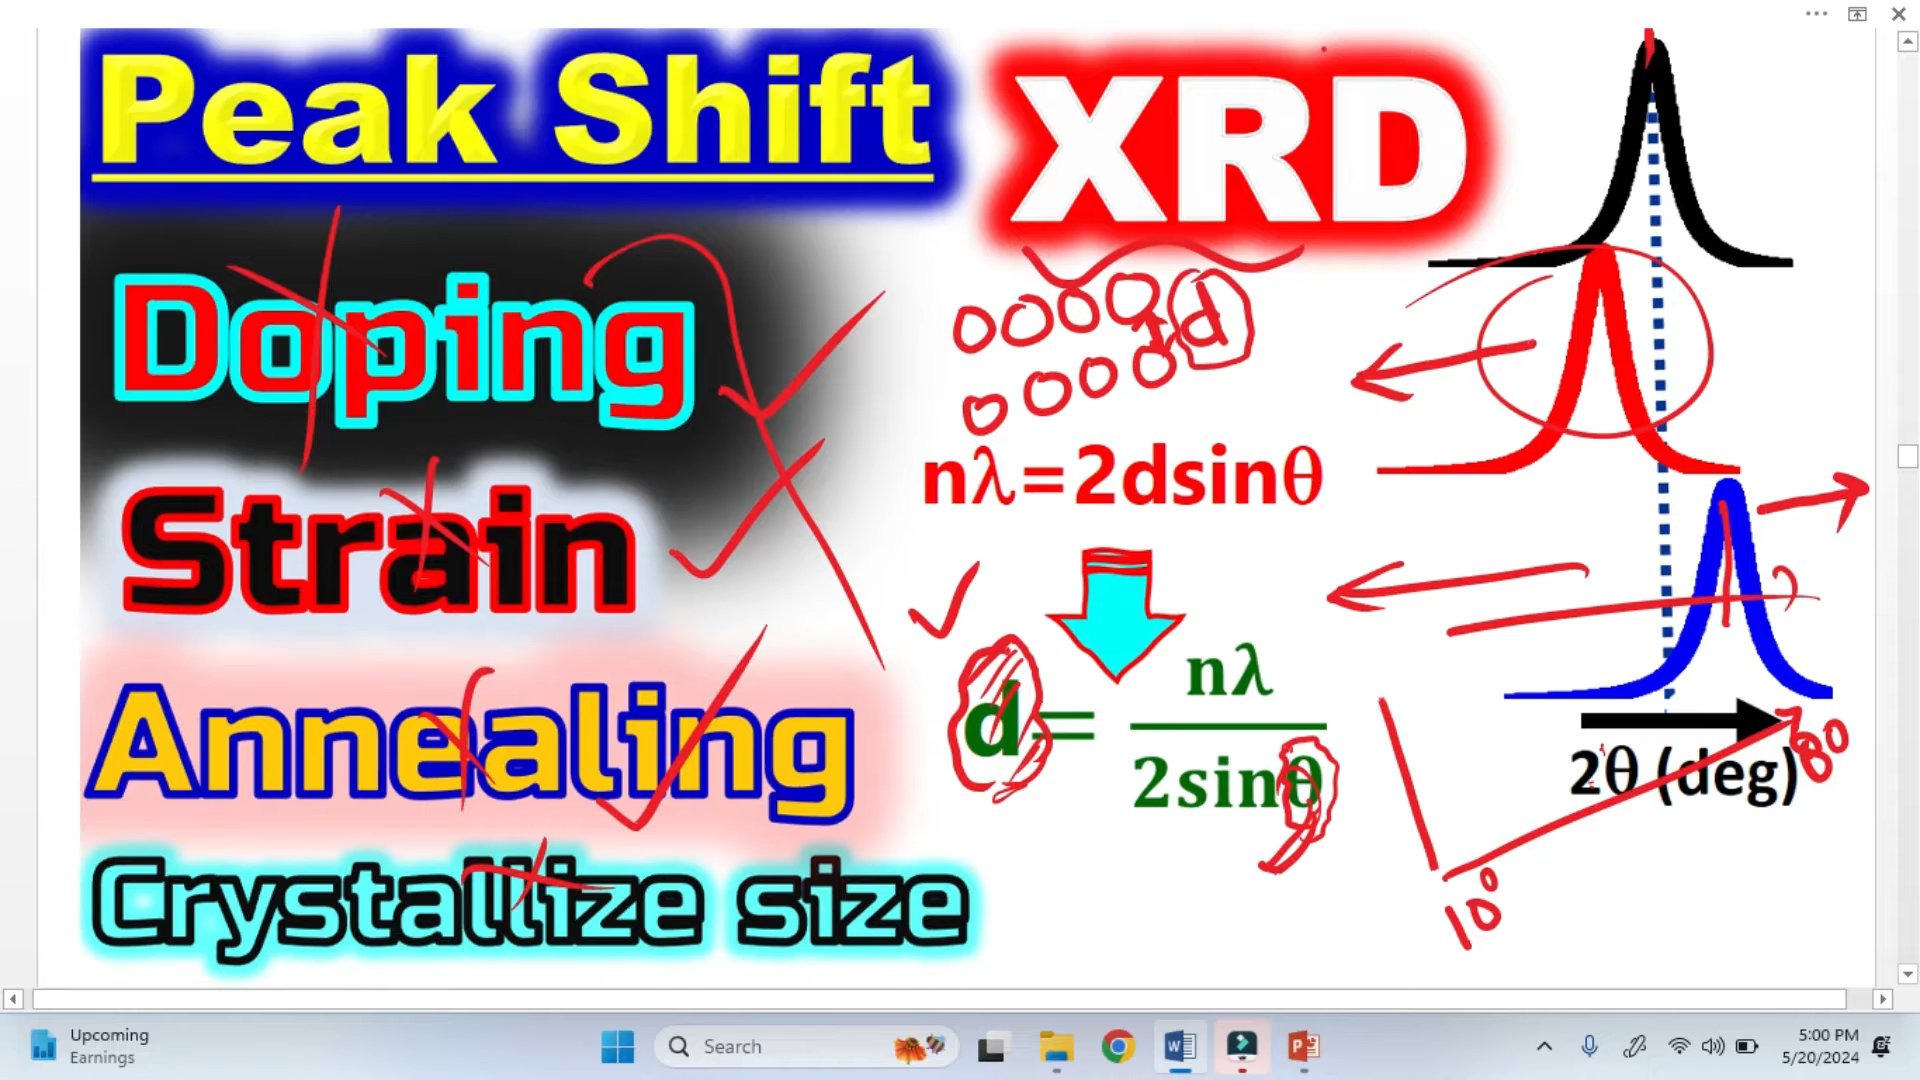 Peak Shift
XRD
Doping
d
nλ=2dsinθ
Strain
d=
nλ
2sinθ
Annealing
2θ (deg)
80
10°
Crystallize size
Upcoming
Earnings
Search
5:00 PM
5/20/2024